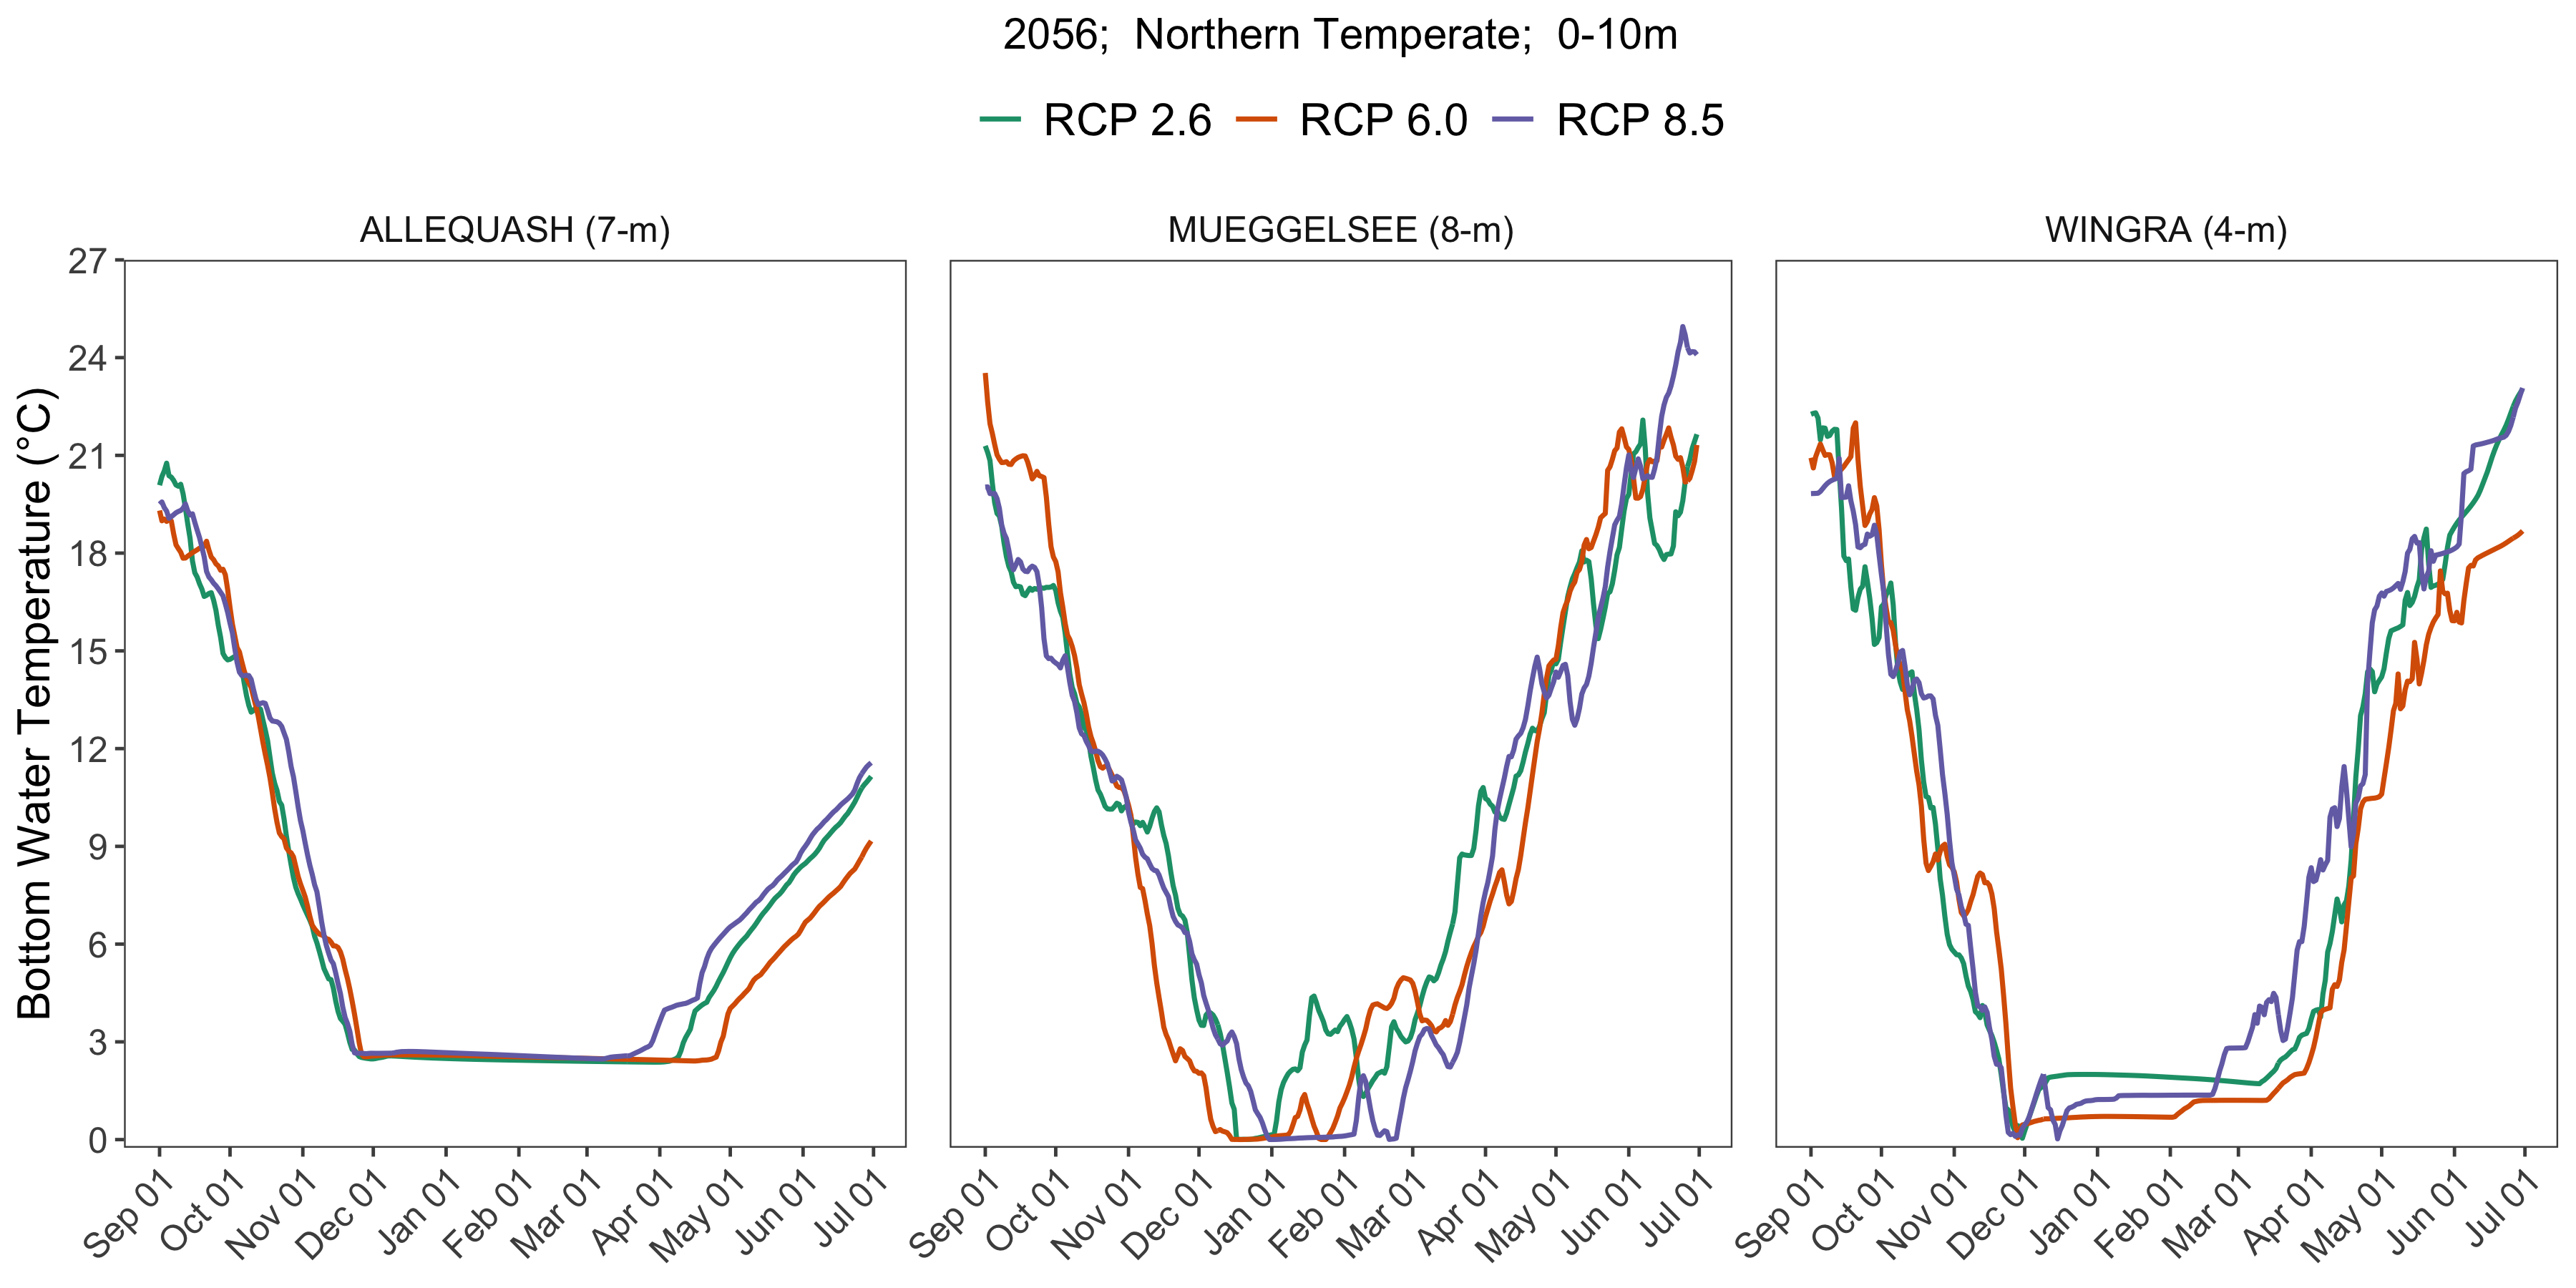 2056;  Northern Temperate;  0-10m
RCP 2.6 RCP 6.0 RCP 8.5
ALLEQUASH (7-m) MUEGGELSEE (8-m) WINGRA (4-m)
Bottom Water Temperature (°C)
27
24
21
18
15
12
9
6
3
0
Sep 01 Oct 01 Nov 01 Dec 01 Jan 01 Feb 01 Mar 01 Apr 01 May 01 Jun 01 Jul 01
Sep 01 Oct 01 Nov 01 Dec 01 Jan 01 Feb 01 Mar 01 Apr 01 May 01 Jun 01 Jul 01
Sep 01 Oct 01 Nov 01 Dec 01 Jan 01 Feb 01 Mar 01 Apr 01 May 01 Jun 01 Jul 01